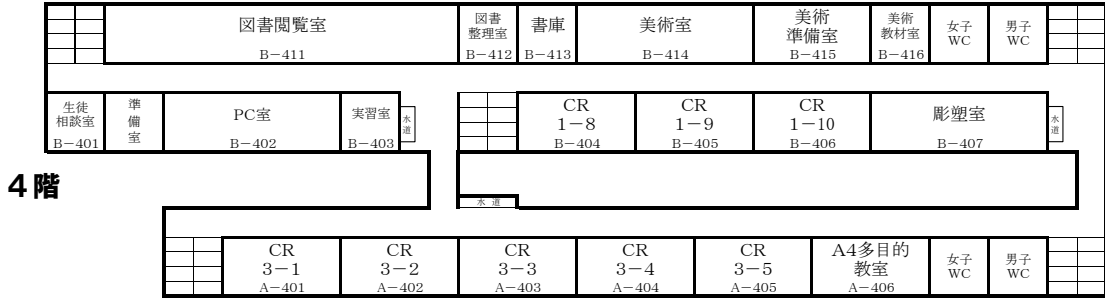 図書閲覧室
B－411
図書
整理室
B－412
書庫
B－413
美術室
B－414
美術
準備室
B－415
美術
教材室
B－416
女子
WC
男子
WC
生徒
相談室
B－401
準
備
室
PC室
B－402
実習室
B－403
水
道
CR
1－8
B－404
CR
1－9
B－405
CR
1－10
B－406
彫塑室
B－407
水
道
4階
水 道
CR
3－1
A－401
CR
3－2
A－402
CR
3－3
A－403
CR
3－4
A－404
CR
3－5
A－405
A4多目的
教室
A－406
女子
WC
男子
WC